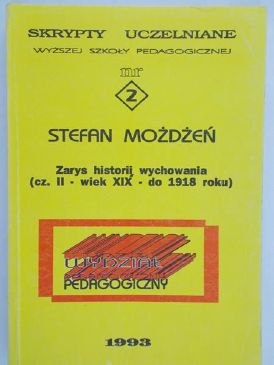 SKRYPTY UCZELNIANE
WYŻSZEJ SZKOŁY PEDAGOGICZNEJ
nr
2
STEFAN MOŻDŻEŃ
Zarys historii wychowania
(cz. II - wiek XIX - do 1918 roku)
WYDZIAŁ
PEDAGOGICZNY
1993